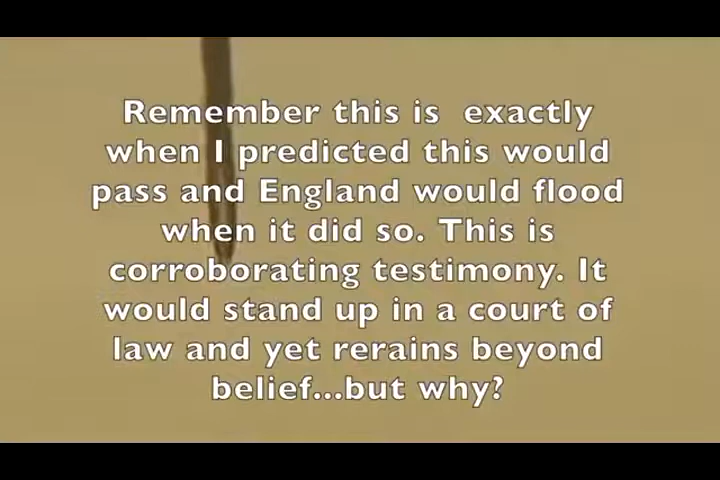 Remember this is  exactly
when I predicted this would
pass and England would flood
when it did so. This is
corroborating testimony. It
would stand up in a court of
law and yet rerains beyond
belief...but why?